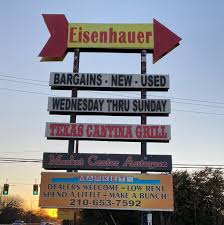 Eisenhauer
BARGAINS - NEW - USED
WEDNESDAY THRU SUNDAY
TEXAS CANTINA GRILL
Market Center Antiques
MARKET
DEALERS WELCOME - LOW RENT
SPEND A LITTLE - MAKE A BUNCH
210-653-7592